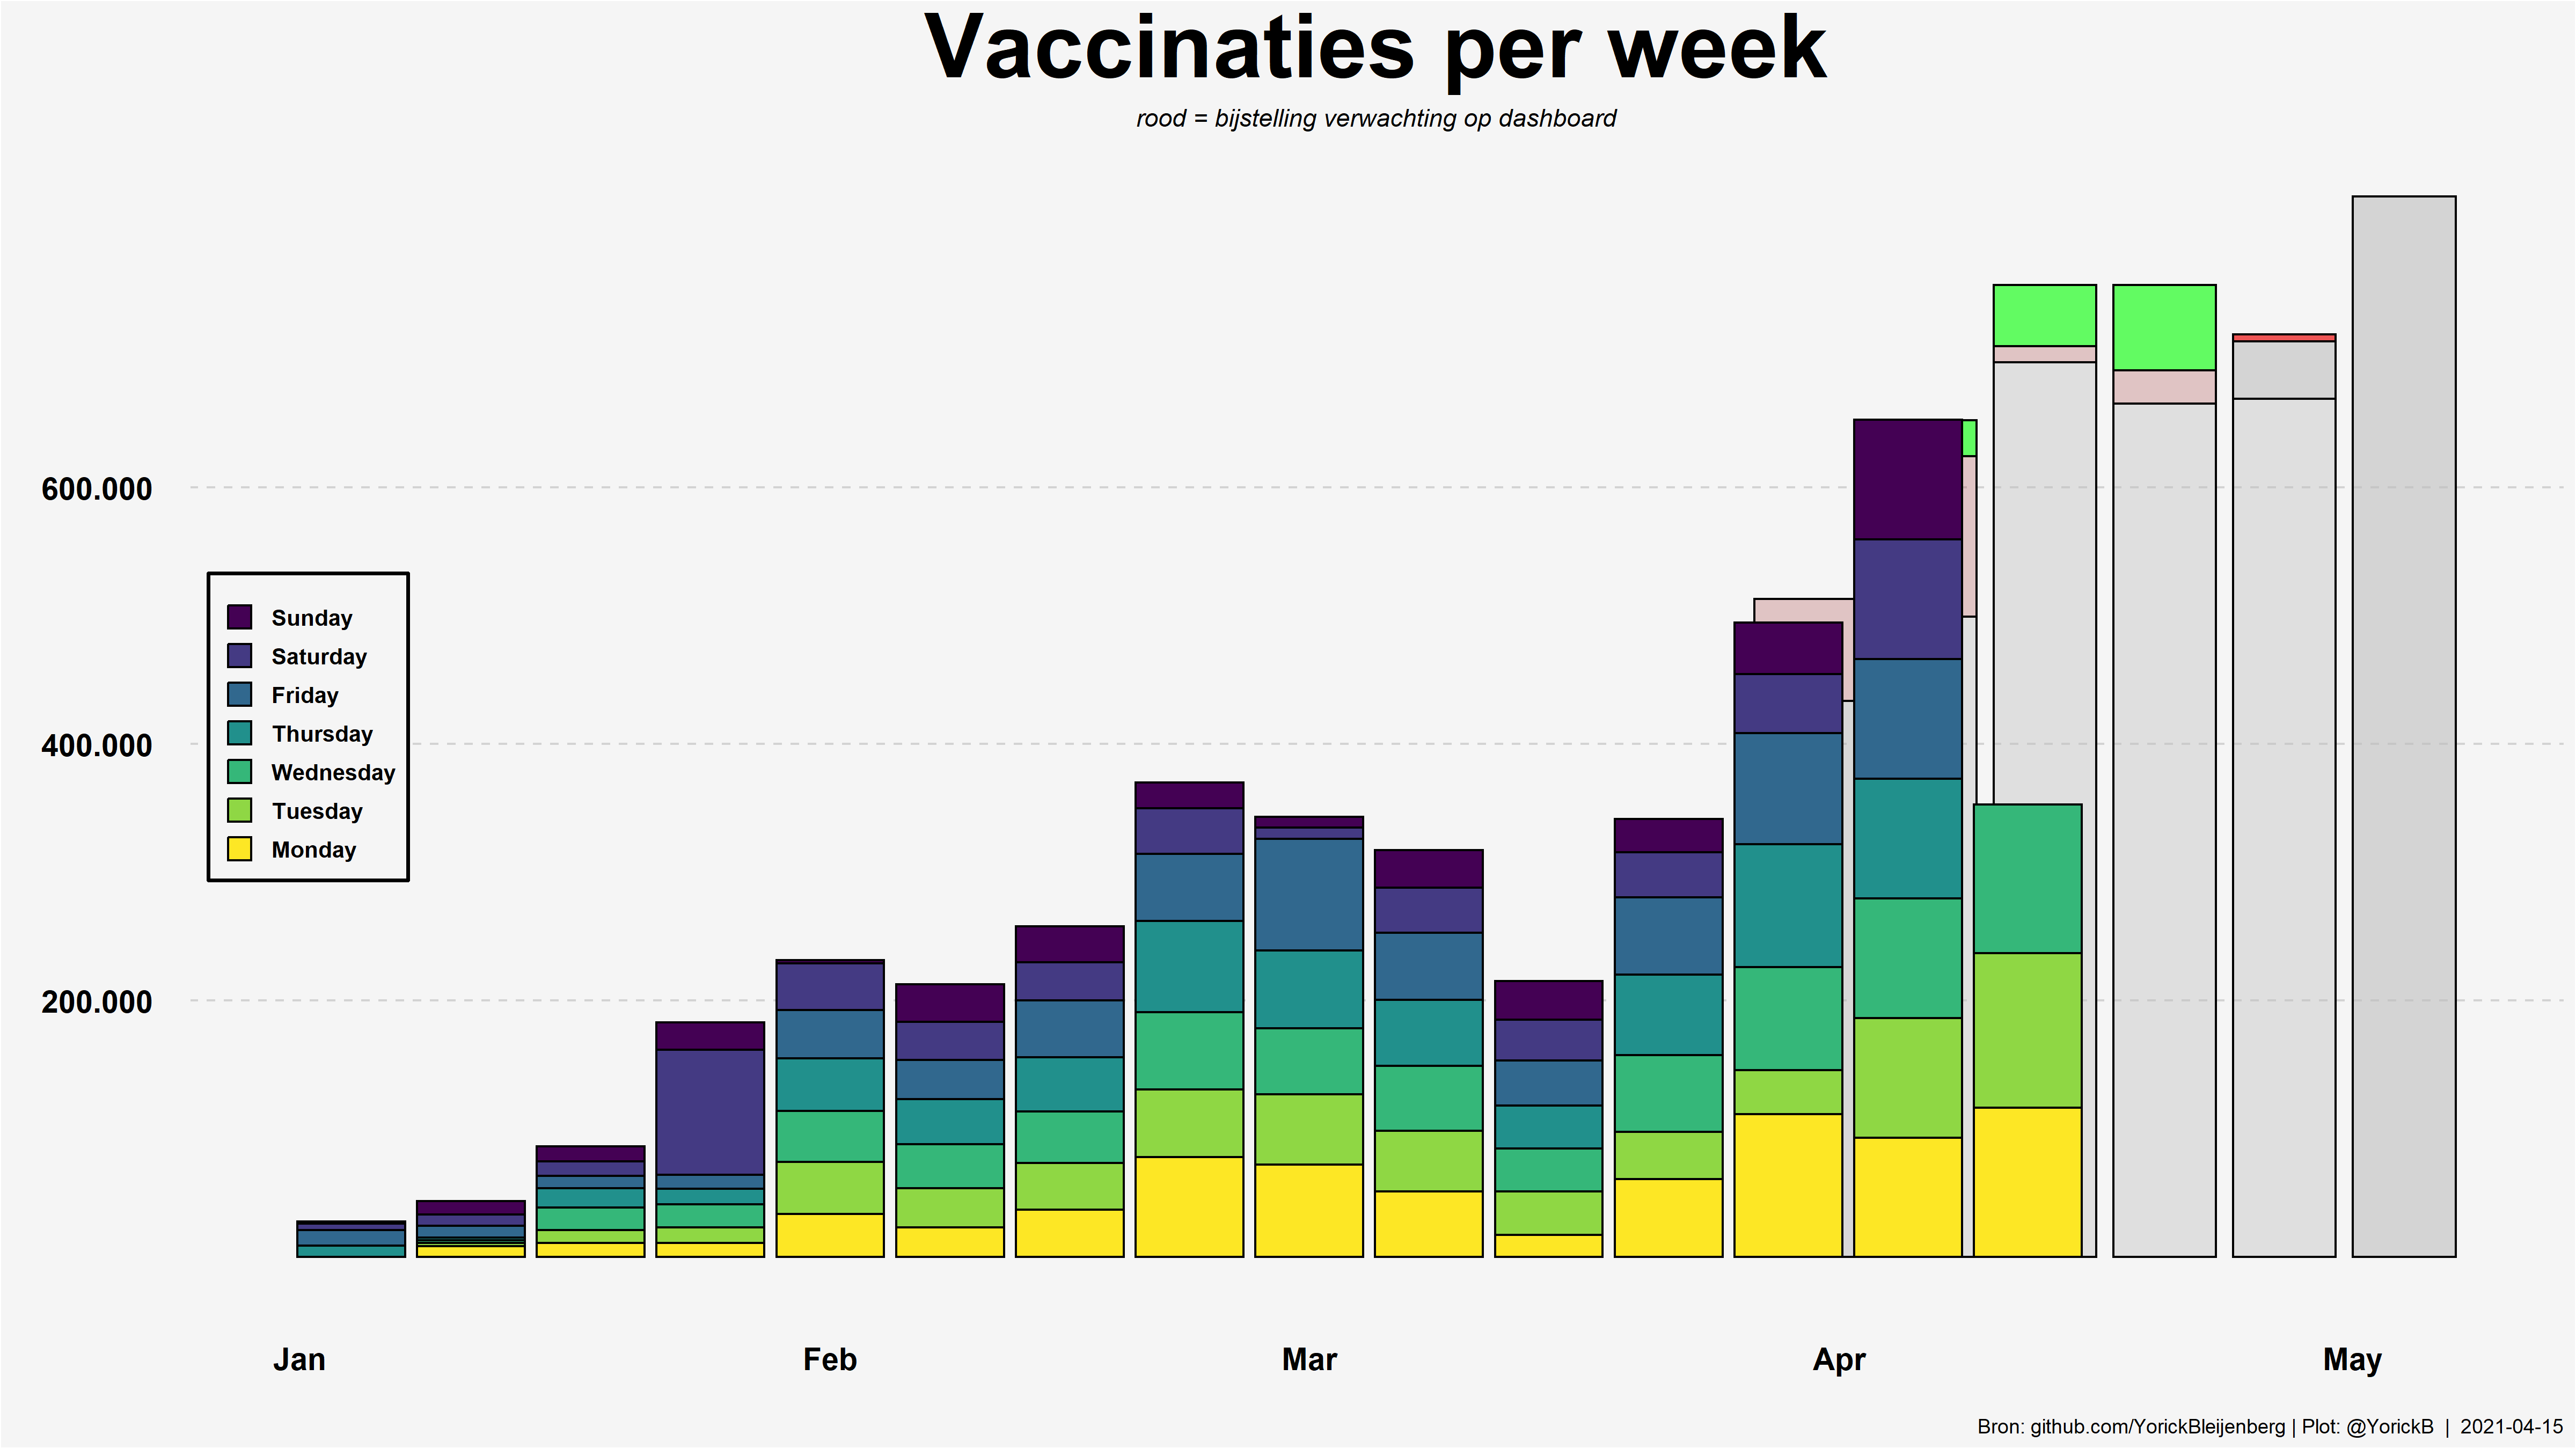 Vaccinaties per week
rood = bijstelling verwachting op dashboard
600.000
400.000
200.000
Sunday
Saturday
Friday
Thursday
Wednesday
Tuesday
Monday
Jan Feb Mar Apr May
Bron: github.com/YorickBleijenberg | Plot: @YorickB | 2021-04-15